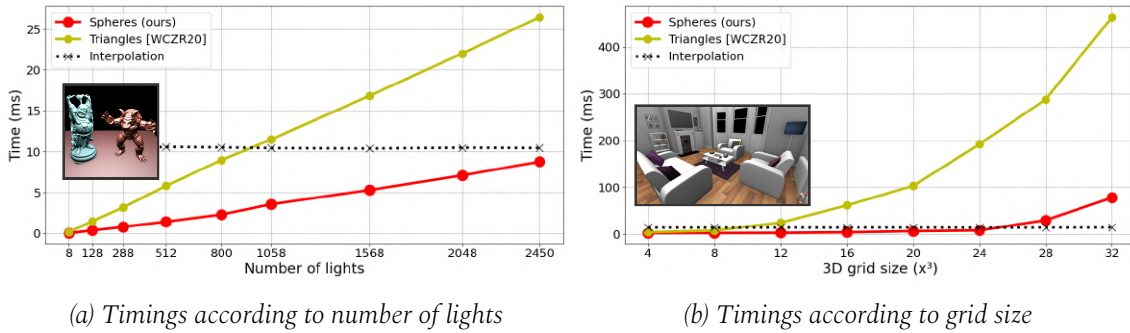 Spheres (ours)
Triangles [WCZR20]
Interpolation
Time (ms)
25
20
15
10
5
0
8 128 288 512 800 1058 1568 2048 2450
Number of lights
(a) Timings according to number of lights
Spheres (ours)
Triangles [WCZR20]
Interpolation
Time (ms)
400
300
200
100
0
4 8 12 16 20 24 28 32
3D grid size (x³)
(b) Timings according to grid size